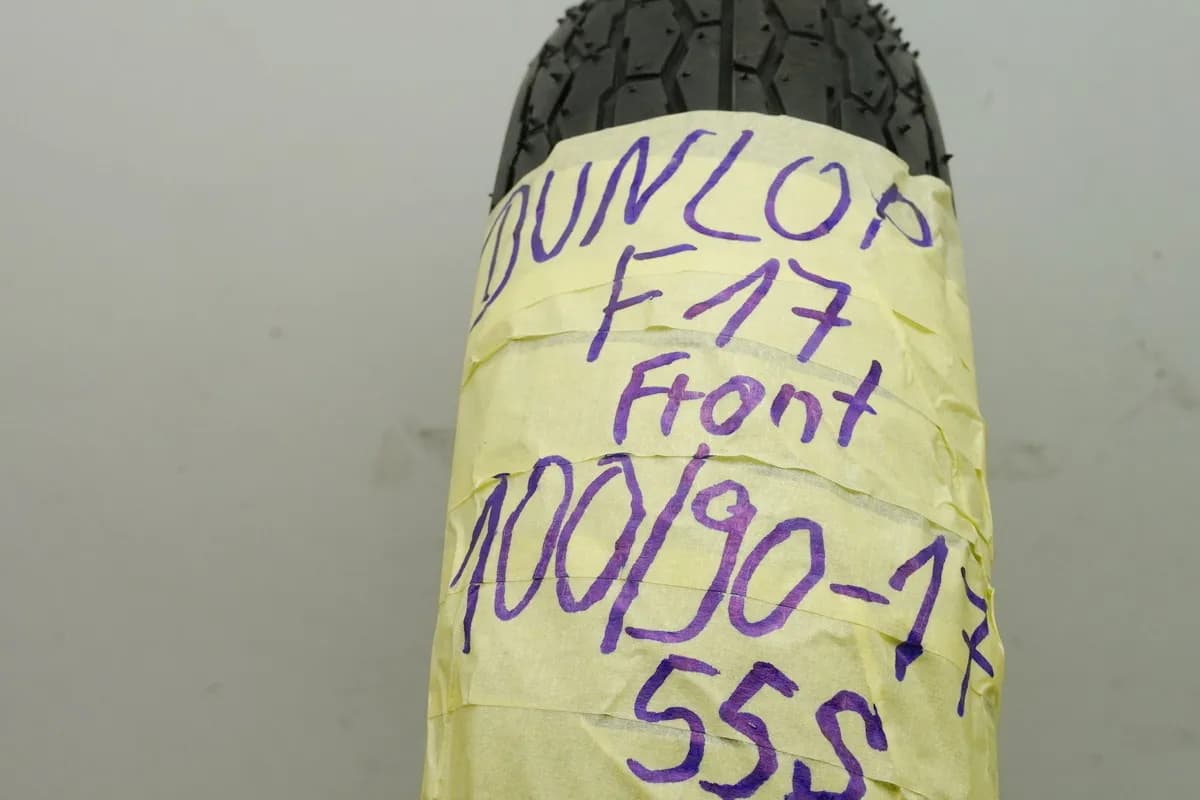 DUNLOP
F17
Front
100/90-17
55S